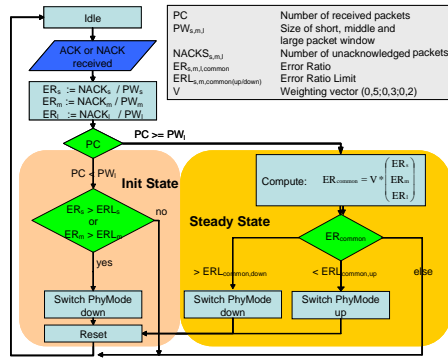 Idle
ACK or NACK
received
ERs := NACKs / PWs
ERm := NACKm / PWm
ERl := NACKl / PWl
PC
PC >= PWl
PC < PWl
Init State
ERs > ERLs
or
ERm > ERLm
no
yes
Switch PhyMode
down
Reset
PC Number of received packets
PWs,m,l Size of short, middle and
large packet window
NACKSs,m,l Number of unacknowledged packets
ERs,m,l,common Error Ratio
ERLs,m,common(up/down) Error Ratio Limit
V Weighting vector (0,5;0,3;0,2)
Compute: ERcommon = V* (ERs ERm ERl)
Steady State
ERcommon
> ERLcommon,down
< ERLcommon,up
else
Switch PhyMode
down
Switch PhyMode
up